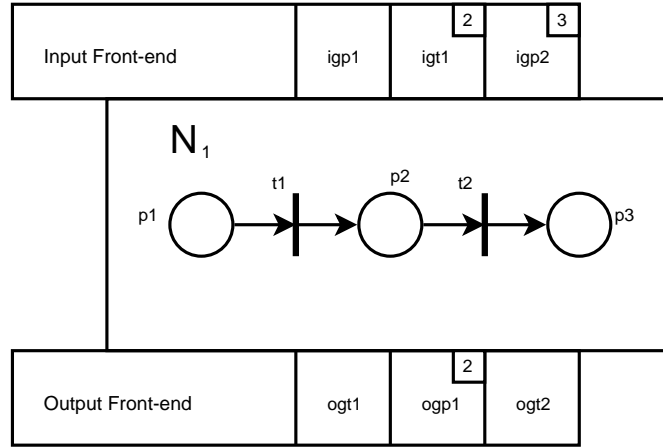 2 3
Input Front-end igp1 igt1 igp2
N1
p1 t1 p2 t2 p3
2
Output Front-end ogt1 ogp1 ogt2